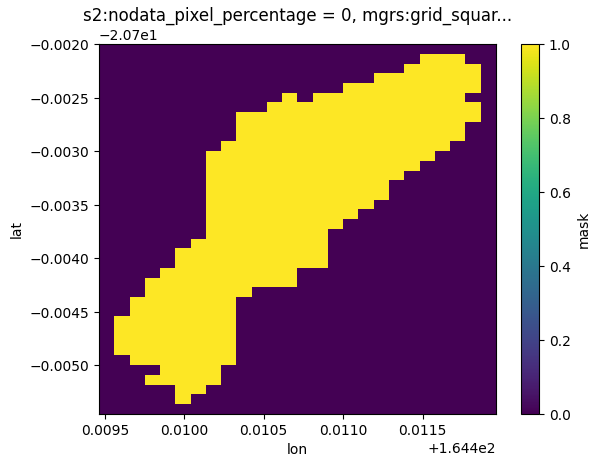 s2:nodata_pixel_percentage = 0, mgrs:grid_squar...
−2.07e1
−0.0020
−0.0025
−0.0030
−0.0035
−0.0040
−0.0045
−0.0050
lat
0.0095 0.0100 0.0105 0.0110 0.0115
lon
+1.644e2
1.0
0.8
0.6
0.4
0.2
0.0
mask